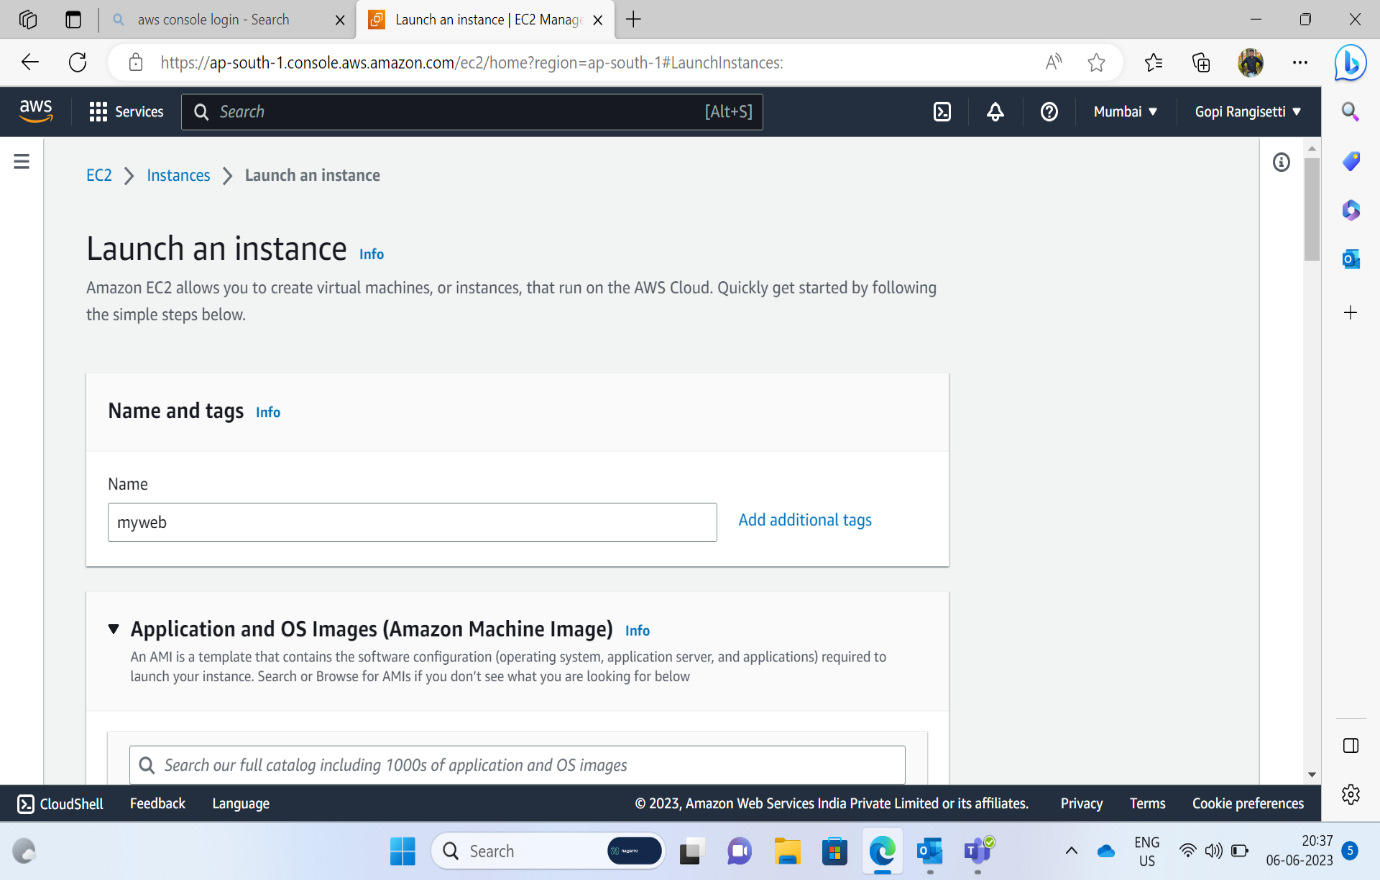 aws console login - Search
Launch an instance | EC2 Manage
https://ap-south-1.console.aws.amazon.com/ec2/home?region=ap-south-1#LaunchInstances:
aws
Services
Search
[Alt+S]
Mumbai
Gopi Rangisetti
EC2
Instances
Launch an instance
Launch an instance Info
Amazon EC2 allows you to create virtual machines, or instances, that run on the AWS Cloud. Quickly get started by following
the simple steps below.
Name and tags Info
Name
myweb
Add additional tags
Application and OS Images (Amazon Machine Image) Info
An AMI is a template that contains the software configuration (operating system, application server, and applications) required to
launch your instance. Search or Browse for AMIs if you don't see what you are looking for below
Search our full catalog including 1000s of application and OS images
CloudShell
Feedback
Language
© 2023, Amazon Web Services India Private Limited or its affiliates.
Privacy
Terms
Cookie preferences
Search
ENG
US
20:37
06-06-2023
5